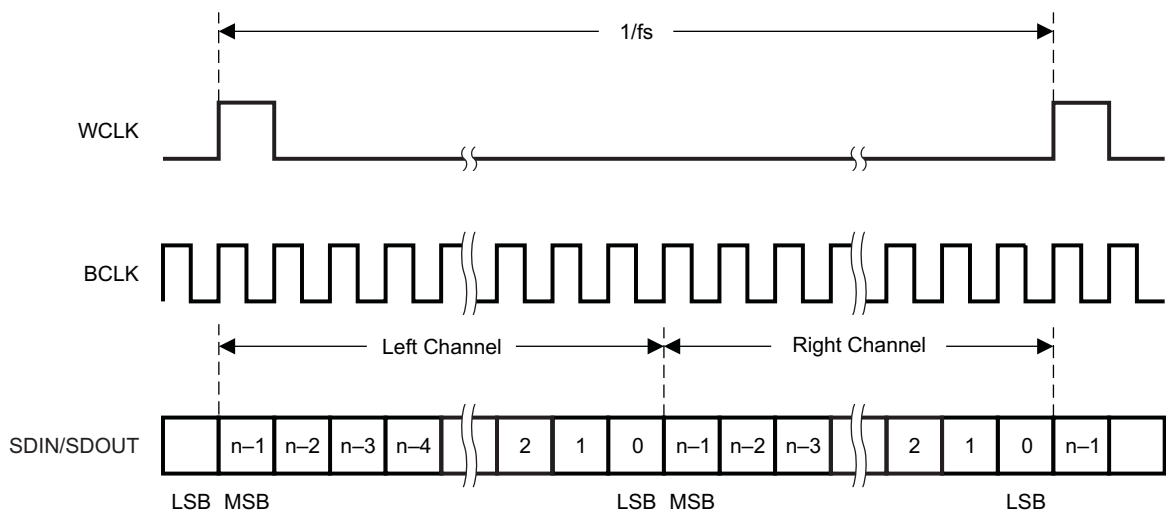 1/fs
WCLK
BCLK
Left Channel Right Channel
SDIN/SDOUT n–1 n–2 n–3 n–4 2 1 0 n–1 n–2 n–3 2 1 0 n–1
LSB MSB LSB MSB LSB